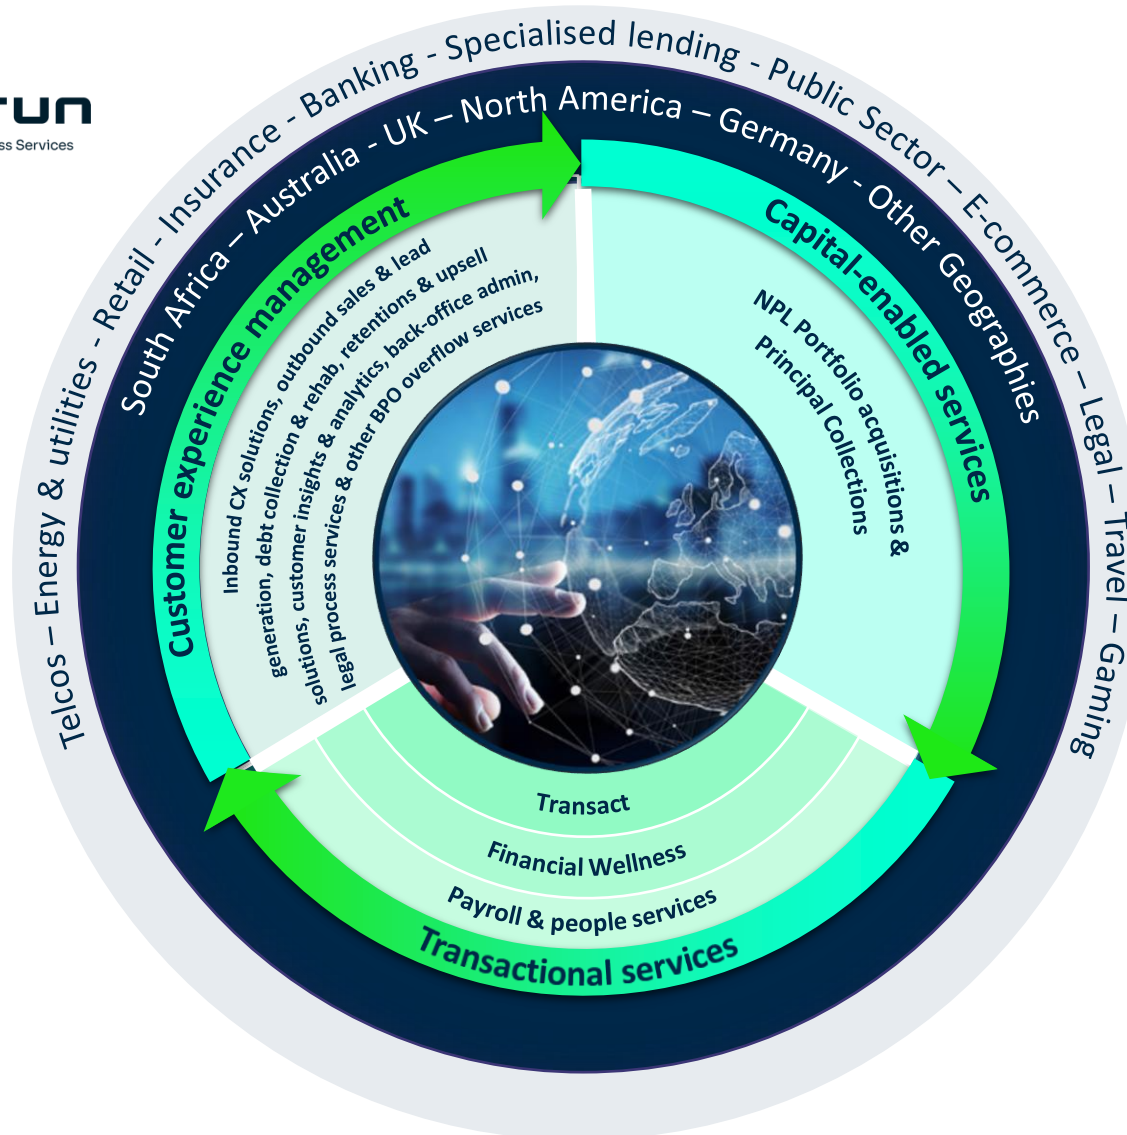 run
ss Services
Telcos – Energy & utilities - Retail - Insurance - Banking - Specialised lending - Public Sector – E-commerce – Legal – Travel – Gaming
South Africa – Australia - UK – North America – Germany - Other Geographies
Customer experience management
Inbound CX solutions, outbound sales & lead
generation, debt collection & rehab, retentions & upsell
solutions, customer insights & analytics, back-office admin,
legal process services & other BPO overflow services
Capital-enabled services
NPL Portfolio acquisitions &
Principal Collections
Transact
Financial Wellness
Payroll & people services
Transactional services